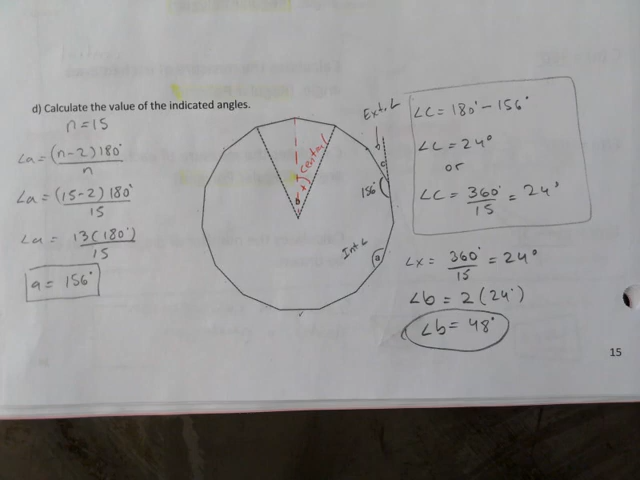 d) Calculate the value of the indicated angles.
n=15
∠a = (n-2)180°/n
∠a = (15-2)180°/15
∠a = 13(180°)/15
a = 156°
Ext. ∠
b
x
central
156°
c
Int ∠
a
∠C = 180° - 156°
∠C = 24°
or
∠C = 360°/15 = 24°
∠x = 360°/15 = 24°
∠b = 2(24°)
∠b = 48°
15